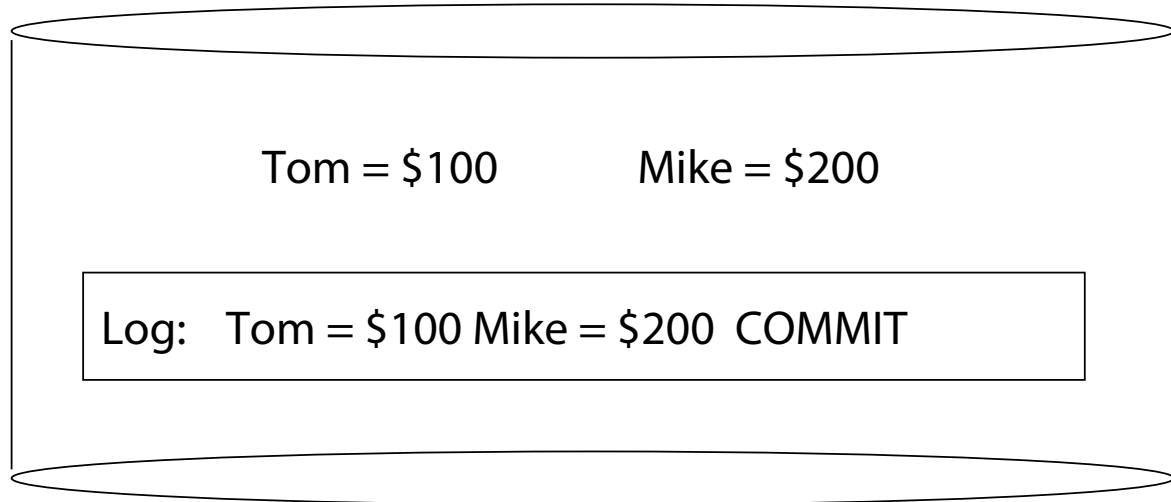 Tom = $100 Mike = $200
Log: Tom = $100 Mike = $200 COMMIT